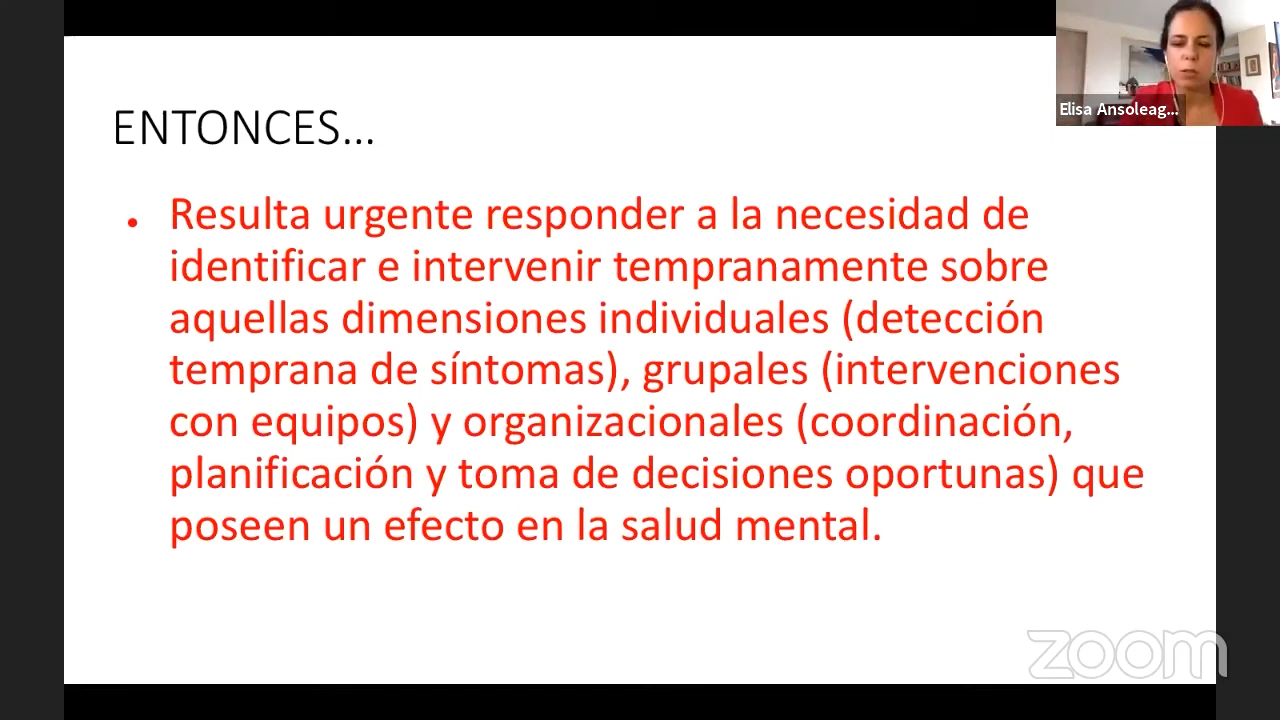 ENTONCES...
• Resulta urgente responder a la necesidad de
identificar e intervenir tempranamente sobre
aquellas dimensiones individuales (detección
temprana de síntomas), grupales (intervenciones
con equipos) y organizacionales (coordinación,
planificación y toma de decisiones oportunas) que
poseen un efecto en la salud mental.
Elisa Ansoleag...
zoom